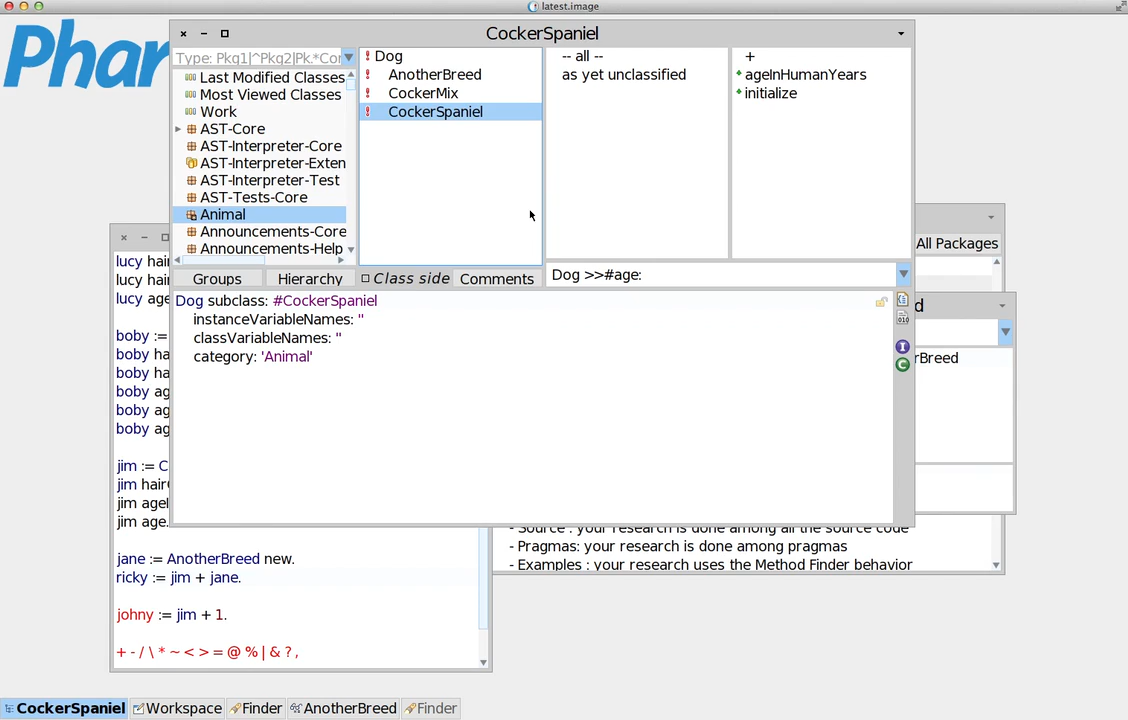 latest.image
Phar
CockerSpaniel
Type: Pkg1|^Pkg2|Pk.*Cor
Last Modified Classes
Most Viewed Classes
Work
AST-Core
AST-Interpreter-Core
AST-Interpreter-Exten
AST-Interpreter-Test
AST-Tests-Core
Animal
Announcements-Core
Announcements-Help
Dog
AnotherBreed
CockerMix
CockerSpaniel
-- all --
as yet unclassified
+
ageInHumanYears
initialize
Groups
Hierarchy
Class side
Comments
Dog >>#age:
Dog subclass: #CockerSpaniel
instanceVariableNames: ''
classVariableNames: ''
category: 'Animal'
All Packages
d
rBreed
lucy hair
lucy hair
lucy age
boby :=
boby ha
boby ha
boby ag
boby ag
boby ag
jim := C
jim hair
jim age
jim age.
jane := AnotherBreed new.
ricky := jim + jane.
johny := jim + 1.
+ - / \ * ~ < > = @ % | & ? ,
- Source : your research is done among all the source code
- Pragmas: your research is done among pragmas
- Examples : your research uses the Method Finder behavior
CockerSpaniel
Workspace
Finder
AnotherBreed
Finder